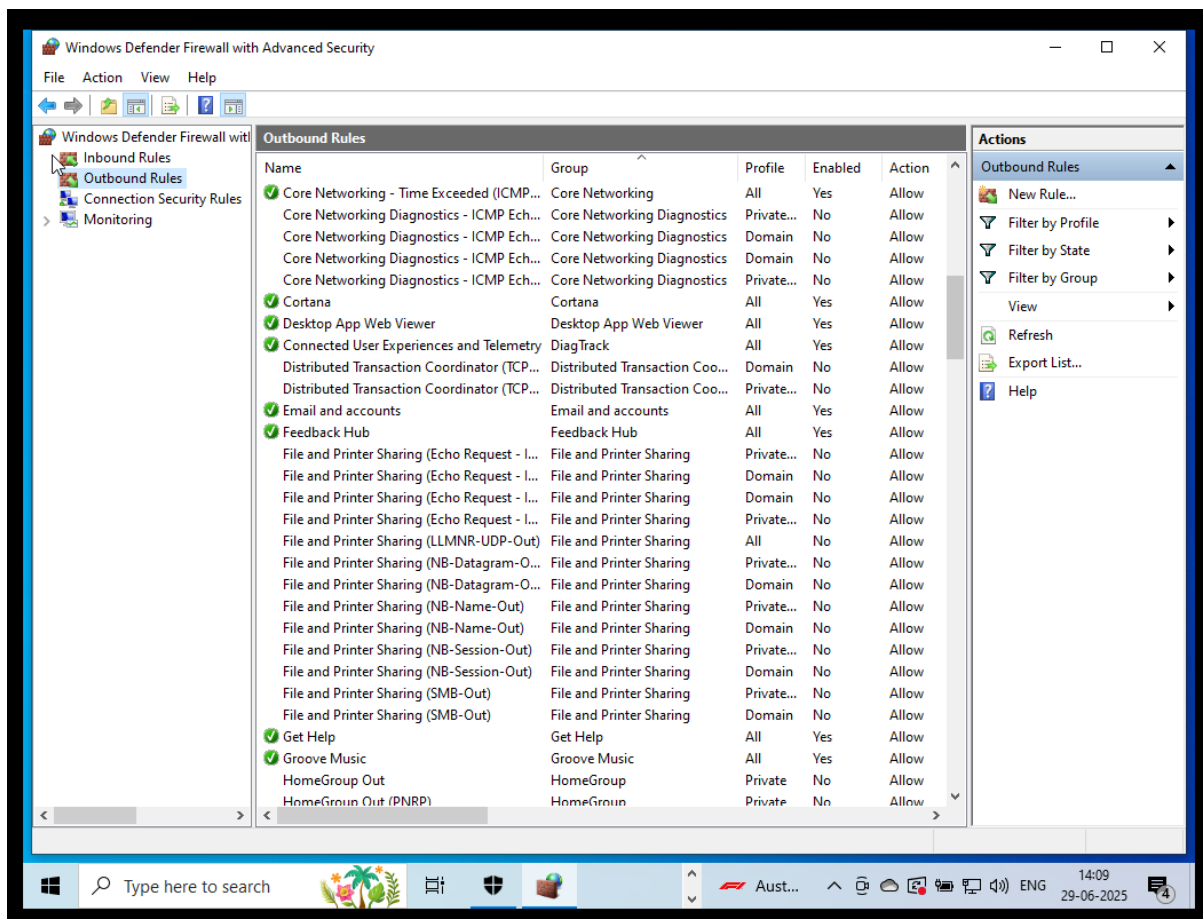 Windows Defender Firewall with Advanced Security
File Action View Help
Windows Defender Firewall witl
Inbound Rules
Outbound Rules
Connection Security Rules
Monitoring
Outbound Rules
Name Group Profile Enabled Action
Core Networking - Time Exceeded (ICMP... Core Networking All Yes Allow
Core Networking Diagnostics - ICMP Ech... Core Networking Diagnostics Private... No Allow
Core Networking Diagnostics - ICMP Ech... Core Networking Diagnostics Domain No Allow
Core Networking Diagnostics - ICMP Ech... Core Networking Diagnostics Domain No Allow
Core Networking Diagnostics - ICMP Ech... Core Networking Diagnostics Private... No Allow
Cortana Cortana All Yes Allow
Desktop App Web Viewer Desktop App Web Viewer All Yes Allow
Connected User Experiences and Telemetry DiagTrack All Yes Allow
Distributed Transaction Coordinator (TCP... Distributed Transaction Coo... Domain No Allow
Distributed Transaction Coordinator (TCP... Distributed Transaction Coo... Private... No Allow
Email and accounts Email and accounts All Yes Allow
Feedback Hub Feedback Hub All Yes Allow
File and Printer Sharing (Echo Request - I... File and Printer Sharing Private... No Allow
File and Printer Sharing (Echo Request - I... File and Printer Sharing Domain No Allow
File and Printer Sharing (Echo Request - I... File and Printer Sharing Domain No Allow
File and Printer Sharing (Echo Request - I... File and Printer Sharing Private... No Allow
File and Printer Sharing (LLMNR-UDP-Out) File and Printer Sharing All No Allow
File and Printer Sharing (NB-Datagram-O... File and Printer Sharing Private... No Allow
File and Printer Sharing (NB-Datagram-O... File and Printer Sharing Domain No Allow
File and Printer Sharing (NB-Name-Out) File and Printer Sharing Private... No Allow
File and Printer Sharing (NB-Name-Out) File and Printer Sharing Domain No Allow
File and Printer Sharing (NB-Session-Out) File and Printer Sharing Private... No Allow
File and Printer Sharing (NB-Session-Out) File and Printer Sharing Domain No Allow
File and Printer Sharing (SMB-Out) File and Printer Sharing Private... No Allow
File and Printer Sharing (SMB-Out) File and Printer Sharing Domain No Allow
Get Help Get Help All Yes Allow
Groove Music Groove Music All Yes Allow
HomeGroup Out HomeGroup Private No Allow
HomeGroup Out (PNRP) HomeGroup Private No Allow
Actions
Outbound Rules
New Rule...
Filter by Profile
Filter by State
Filter by Group
View
Refresh
Export List...
Help
Type here to search
Aust...
ENG
14:09
29-06-2025
4